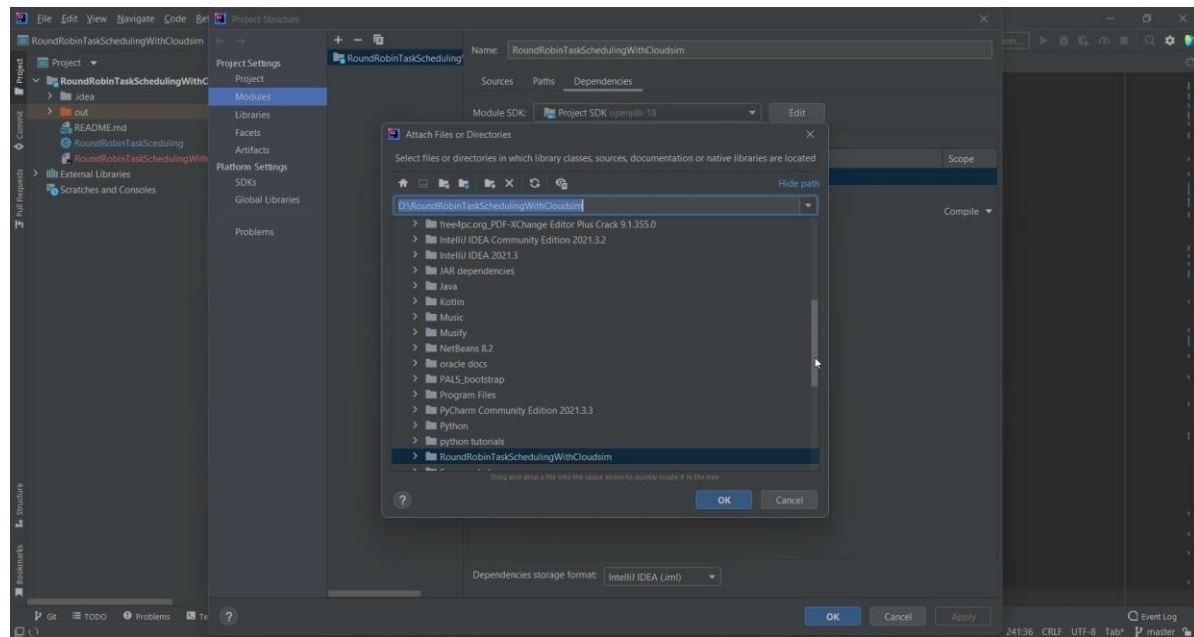 File Edit View Navigate Code Ref
Project Structure
RoundRobinTaskSchedulingWithCloudsim
ion...
Project
RoundRobinTaskSchedulingWithC
.idea
out
README.md
RoundRobinTaskSceduling
RoundRobinTaskSchedulingWith
External Libraries
Scratches and Consoles
Project
Commit
Pull Requests
Structure
Bookmarks
Project Settings
Project
Modules
Libraries
Facets
Artifacts
Platform Settings
SDKs
Global Libraries
Problems
RoundRobinTaskScheduling
Name: RoundRobinTaskSchedulingWithCloudsim
Sources Paths Dependencies
Module SDK: Project SDK openjdk-18 Edit
Scope
Compile
Attach Files or Directories
Select files or directories in which library classes, sources, documentation or native libraries are located
Hide path
D:\RoundRobinTaskSchedulingWithCloudsim
free4pc.org_PDF-XChange Editor Plus Crack 9.1.355.0
IntelliJ IDEA Community Edition 2021.3.2
IntelliJ IDEA 2021.3
JAR dependencies
Java
Kotlin
Music
Musify
NetBeans 8.2
oracle docs
PALS_bootstrap
Program Files
PyCharm Community Edition 2021.3.3
Python
python tutorials
RoundRobinTaskSchedulingWithCloudsim
Drag and drop a file into the space above to quickly locate it in the tree
? OK Cancel
Dependencies storage format: IntelliJ IDEA (.iml)
? OK Cancel Apply
Git TODO Problems Te
Event Log
241:36 CRLF UTF-8 Tab* master